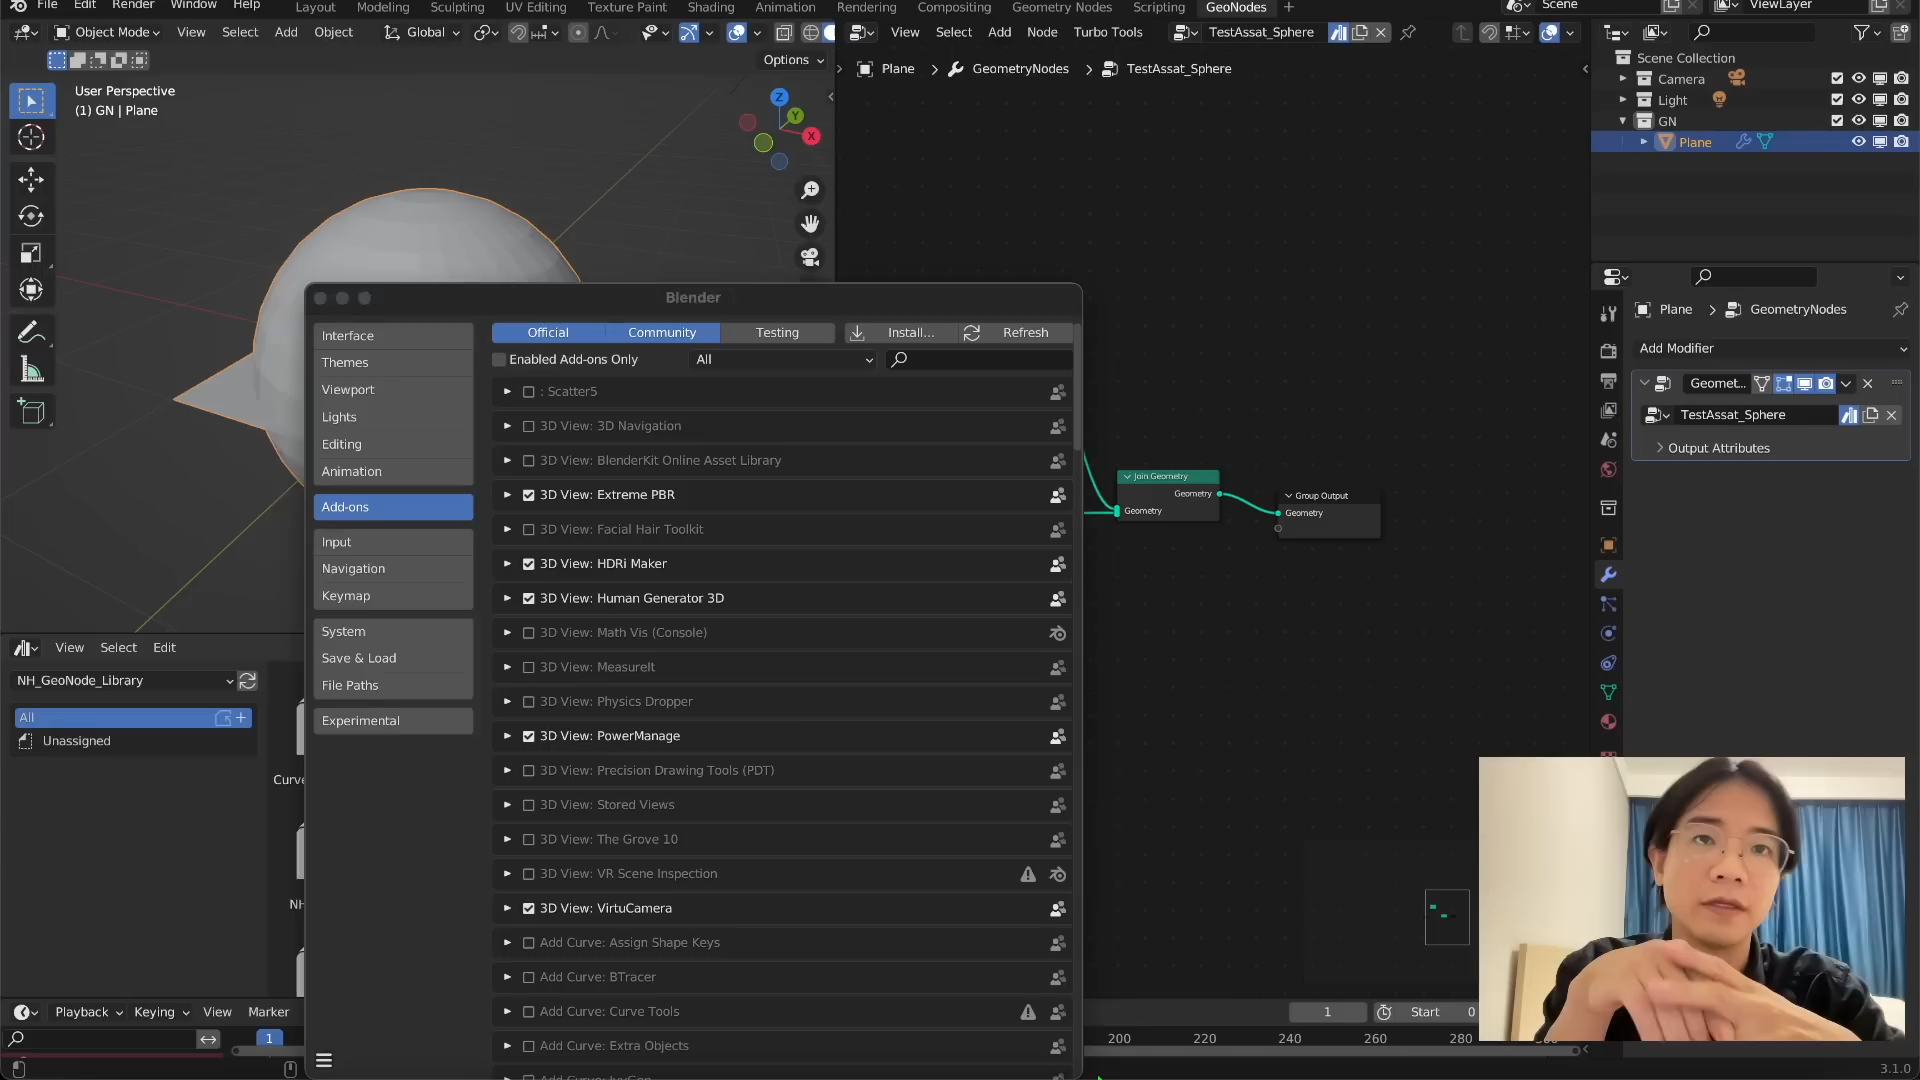 File Edit Render Window Help
Layout Modeling Sculpting UV Editing Texture Paint Shading Animation Rendering Compositing Geometry Nodes Scripting GeoNodes
Scene
ViewLayer
Object Mode View Select Add Object
Global
View Select Add Node Turbo Tools
TestAssat_Sphere
Options
Plane
GeometryNodes
TestAssat_Sphere
User Perspective
(1) GN | Plane
Z
Y
X
Scene Collection
Camera
Light
GN
Plane
Blender
Interface
Themes
Viewport
Lights
Editing
Animation
Add-ons
Input
Navigation
Keymap
System
Save & Load
File Paths
Experimental
Official Community Testing Install... Refresh
Enabled Add-ons Only
All
: Scatter5
3D View: 3D Navigation
3D View: BlenderKit Online Asset Library
3D View: Extreme PBR
3D View: Facial Hair Toolkit
3D View: HDRi Maker
3D View: Human Generator 3D
3D View: Math Vis (Console)
3D View: MeasureIt
3D View: Physics Dropper
3D View: PowerManage
3D View: Precision Drawing Tools (PDT)
3D View: Stored Views
3D View: The Grove 10
3D View: VR Scene Inspection
3D View: VirtuCamera
Add Curve: Assign Shape Keys
Add Curve: BTracer
Add Curve: Curve Tools
Add Curve: Extra Objects
Join Geometry
Geometry
Geometry
Group Output
Geometry
Plane
GeometryNodes
Add Modifier
Geomet...
TestAssat_Sphere
Output Attributes
View Select Edit
NH_GeoNode_Library
All
Unassigned
Curve
NH
Playback Keying View Marker
1
1
Start 0
200 220 240 260 280
3.1.0